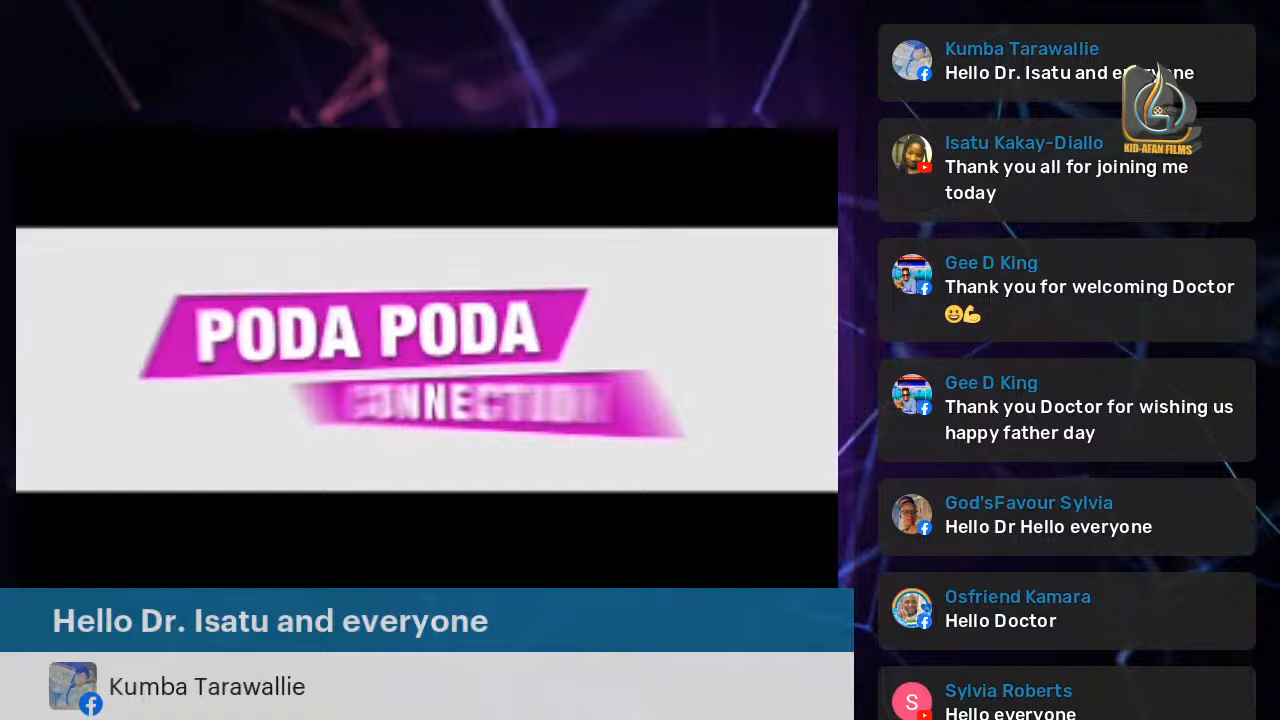 PODA PODA
CONNECTION
Hello Dr. Isatu and everyone
Kumba Tarawallie
Kumba Tarawallie
Hello Dr. Isatu and everyone
KID-AFAN FILMS
Isatu Kakay-Diallo
Thank you all for joining me
today
Gee D King
Thank you for welcoming Doctor
😀💪
Gee D King
Thank you Doctor for wishing us
happy father day
God'sFavour Sylvia
Hello Dr Hello everyone
Osfriend Kamara
Hello Doctor
S
Sylvia Roberts
Hello everyone